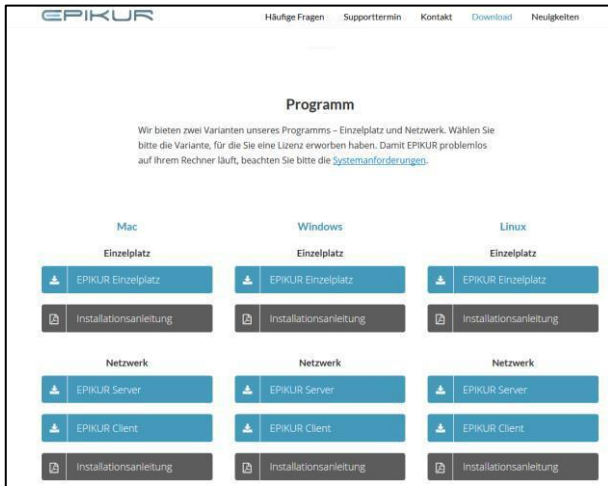 EPIKUR
Häufige Fragen Supporttermin Kontakt Download Neuigkeiten
Programm
Wir bieten zwei Varianten unseres Programms – Einzelplatz und Netzwerk. Wählen Sie
bitte die Variante, für die Sie eine Lizenz erworben haben. Damit EPIKUR problemlos
auf Ihrem Rechner läuft, beachten Sie bitte die Systemanforderungen.
Mac Windows Linux
Einzelplatz Einzelplatz Einzelplatz
EPIKUR Einzelplatz EPIKUR Einzelplatz EPIKUR Einzelplatz
Installationsanleitung Installationsanleitung Installationsanleitung
Netzwerk Netzwerk Netzwerk
EPIKUR Server EPIKUR Server EPIKUR Server
EPIKUR Client EPIKUR Client EPIKUR Client
Installationsanleitung Installationsanleitung Installationsanleitung